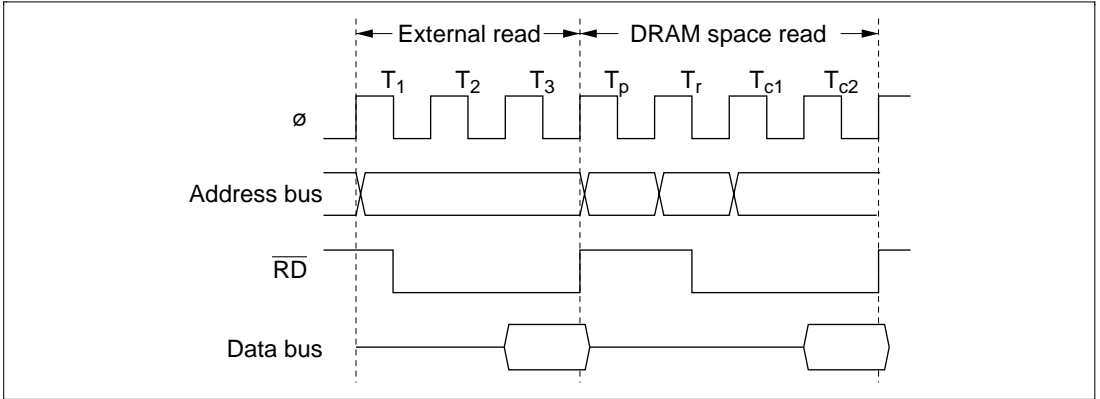 External read DRAM space read
T1 T2 T3 Tp Tr Tc1 Tc2
ø
Address bus
RD
Data bus